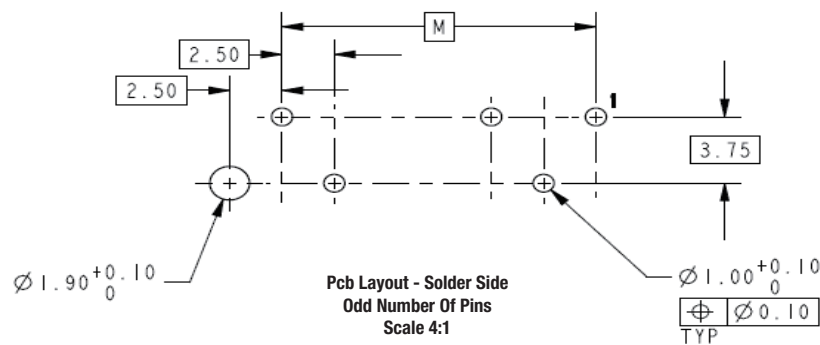 M
2.50
2.50
1
3.75
Ø1.90 +0.10 0
Ø1.00 +0.10 0
⌖ Ø0.10
TYP
Pcb Layout - Solder Side
Odd Number Of Pins
Scale 4:1